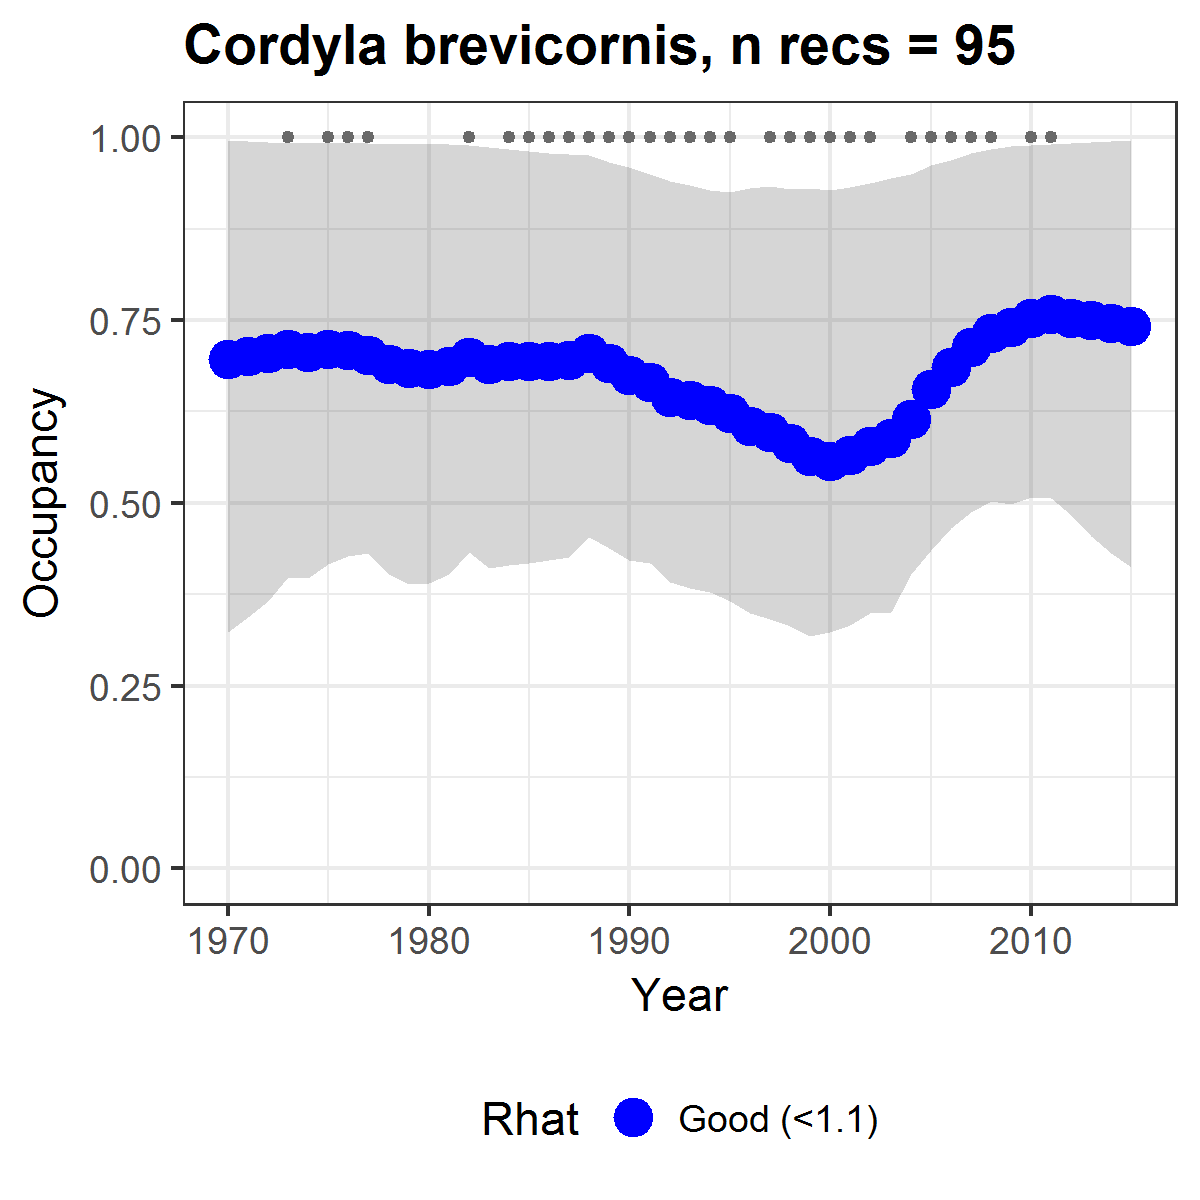 Cordyla brevicornis, n recs = 95
1.00
0.75
0.50
0.25
0.00
Occupancy
1970 1980 1990 2000 2010
Year
Rhat Good (<1.1)